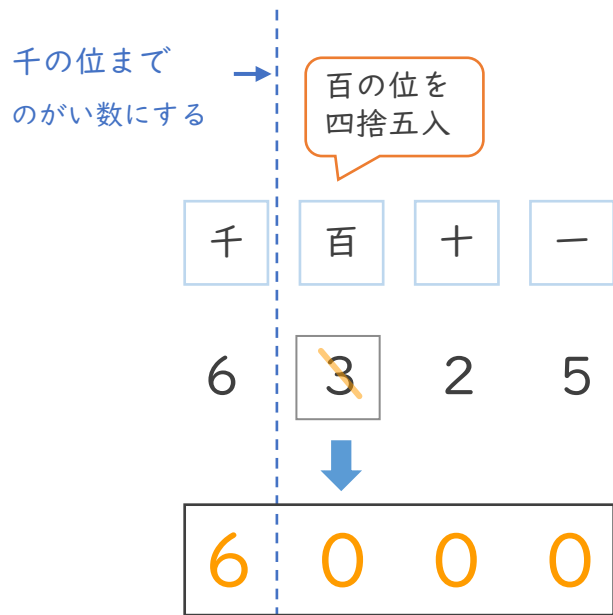 千の位まで
のがい数にする
百の位を
四捨五入
千 百 十 一
6 3 2 5
6 0 0 0